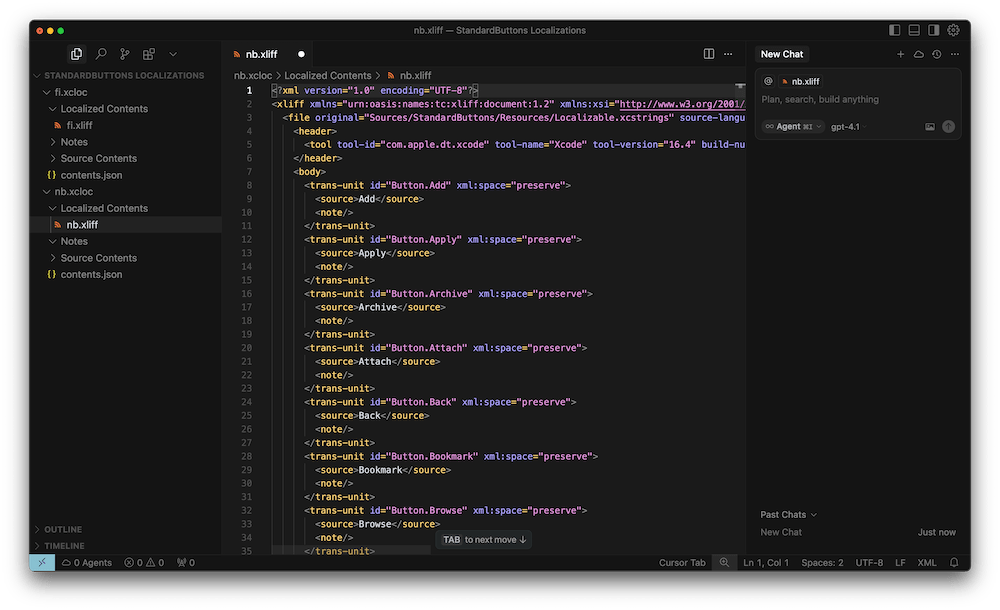 nb.xliff — StandardButtons Localizations
STANDARDBUTTONS LOCALIZATIONS
fi.xcloc
Localized Contents
fi.xliff
Notes
Source Contents
contents.json
nb.xcloc
Localized Contents
nb.xliff
Notes
Source Contents
contents.json
OUTLINE
TIMELINE
nb.xliff
nb.xcloc > Localized Contents > nb.xliff
1 <?xml version="1.0" encoding="UTF-8"?>
2 <xliff xmlns="urn:oasis:names:tc:xliff:document:1.2" xmlns:xsi="http://www.w3.org/2001/
3 <file original="Sources/StandardButtons/Resources/Localizable.xcstrings" source-langu
4 <header>
5 <tool tool-id="com.apple.dt.xcode" tool-name="Xcode" tool-version="16.4" build-nu
6 </header>
7 <body>
8 <trans-unit id="Button.Add" xml:space="preserve">
9 <source>Add</source>
10 <note/>
11 </trans-unit>
12 <trans-unit id="Button.Apply" xml:space="preserve">
13 <source>Apply</source>
14 <note/>
15 </trans-unit>
16 <trans-unit id="Button.Archive" xml:space="preserve">
17 <source>Archive</source>
18 <note/>
19 </trans-unit>
20 <trans-unit id="Button.Attach" xml:space="preserve">
21 <source>Attach</source>
22 <note/>
23 </trans-unit>
24 <trans-unit id="Button.Back" xml:space="preserve">
25 <source>Back</source>
26 <note/>
27 </trans-unit>
28 <trans-unit id="Button.Bookmark" xml:space="preserve">
29 <source>Bookmark</source>
30 <note/>
31 </trans-unit>
32 <trans-unit id="Button.Browse" xml:space="preserve">
33 <source>Browse</source>
34 <note/>
35 </trans-unit>
TAB to next move ↓
New Chat
@ nb.xliff
Plan, search, build anything
∞ Agent ⌘I gpt-4.1
Past Chats
New Chat Just now
0 Agents 0 0 0
Cursor Tab Ln 1, Col 1 Spaces: 2 UTF-8 LF XML